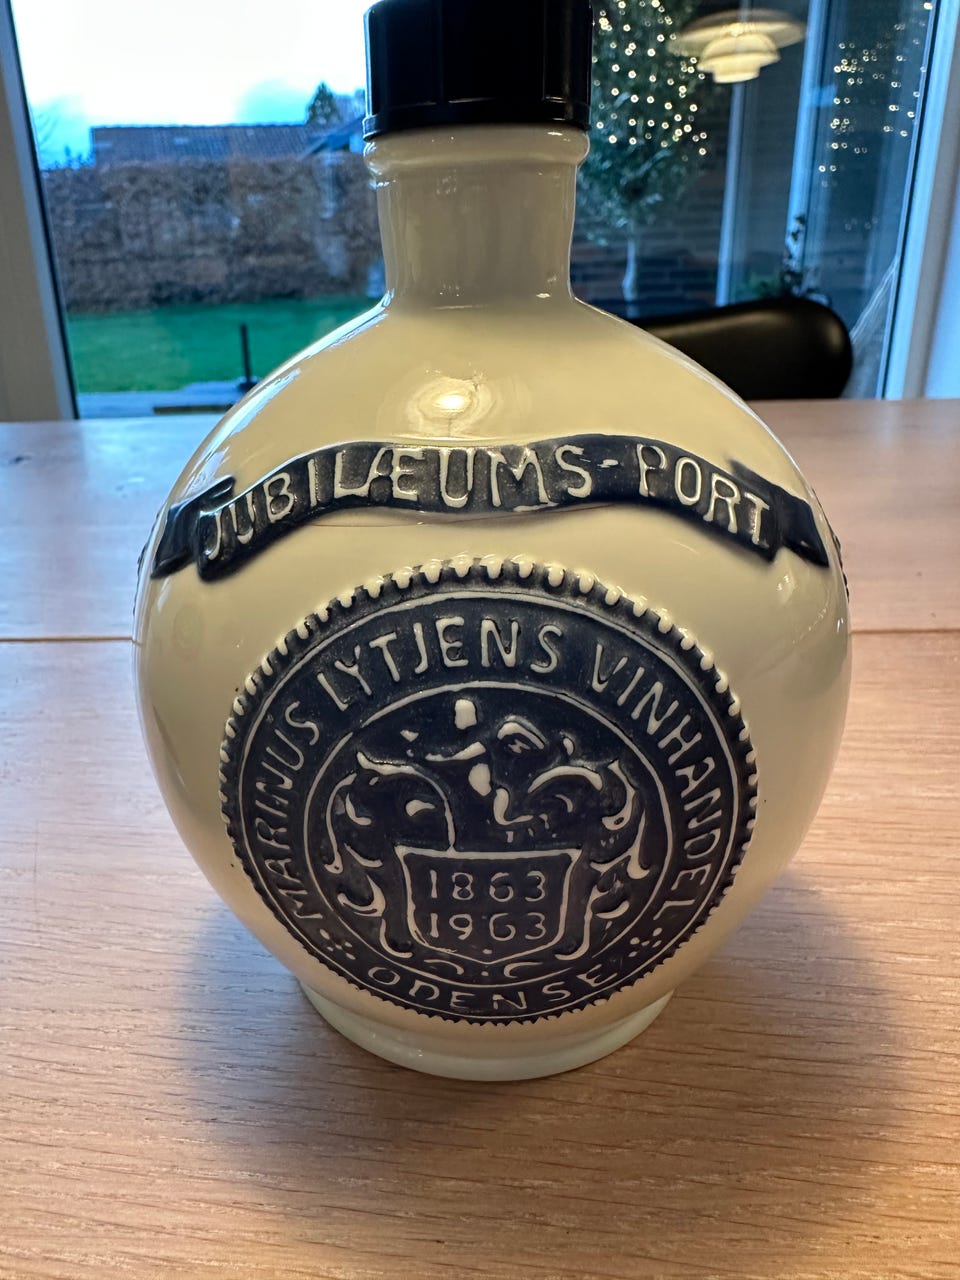 JUBILÆUMS-PORT
MARINUS LYTJENS VINHANDEL
1863
1963
ODENSE